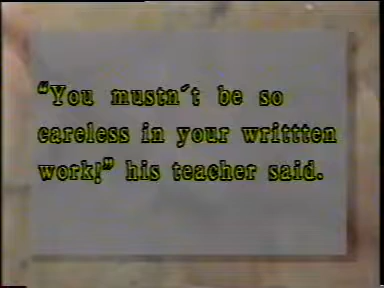 "You mustn´t be so
careless in your writtten
work!" his teacher said.